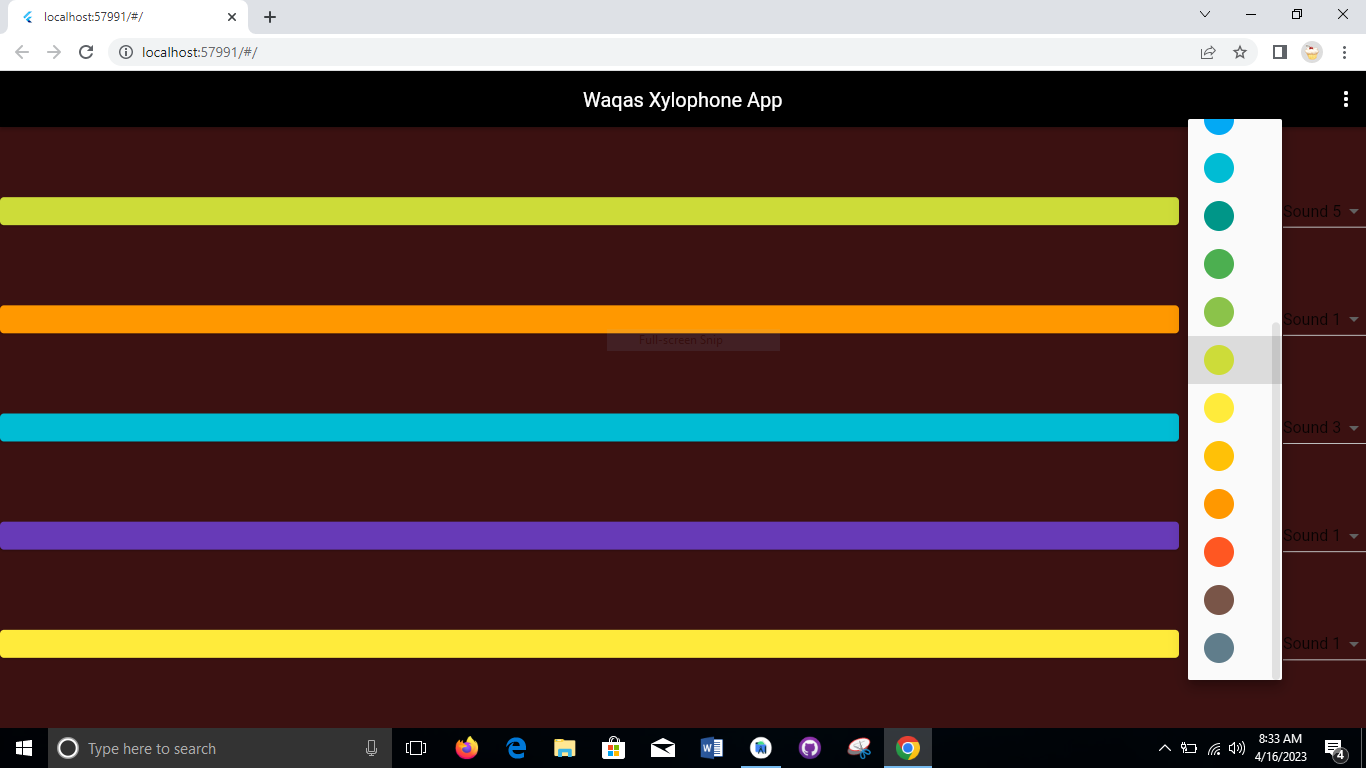 localhost:57991/#/
localhost:57991/#/
Waqas Xylophone App
Sound 5
Sound 1
Full-screen Snip
Sound 3
Sound 1
Sound 1
Type here to search
8:33 AM
4/16/2023
4